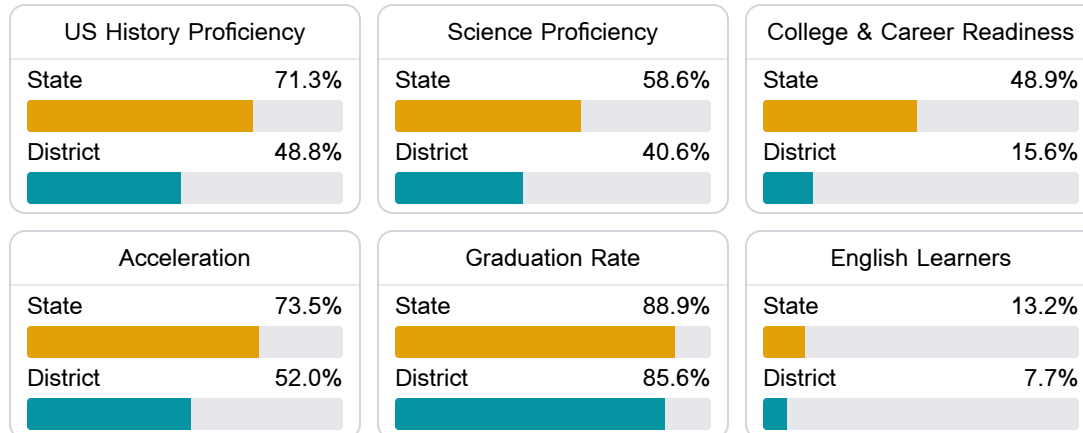 US History Proficiency
State 71.3%
District 48.8%
Science Proficiency
State 58.6%
District 40.6%
College & Career Readiness
State 48.9%
District 15.6%
Acceleration
State 73.5%
District 52.0%
Graduation Rate
State 88.9%
District 85.6%
English Learners
State 13.2%
District 7.7%